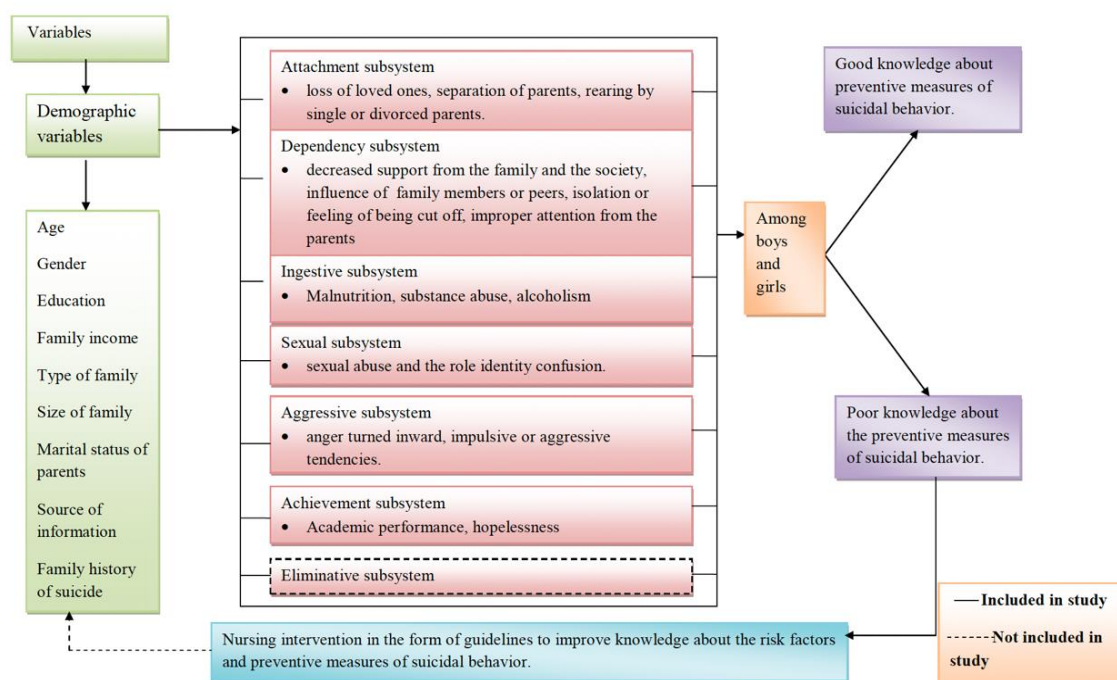 Variables
Demographic
variables
Age
Gender
Education
Family income
Type of family
Size of family
Marital status of
parents
Source of
information
Family history
of suicide
Attachment subsystem
• loss of loved ones, separation of parents, rearing by
single or divorced parents.
Dependency subsystem
• decreased support from the family and the society,
influence of family members or peers, isolation or
feeling of being cut off, improper attention from the
parents
Ingestive subsystem
• Malnutrition, substance abuse, alcoholism
Sexual subsystem
• sexual abuse and the role identity confusion.
Aggressive subsystem
• anger turned inward, impulsive or aggressive
tendencies.
Achievement subsystem
• Academic performance, hopelessness
Eliminative subsystem
Among
boys
and
girls
Good knowledge about
preventive measures of
suicidal behavior.
Poor knowledge about
the preventive measures
of suicidal behavior.
Nursing intervention in the form of guidelines to improve knowledge about the risk factors
and preventive measures of suicidal behavior.
Included in study
Not included in
study